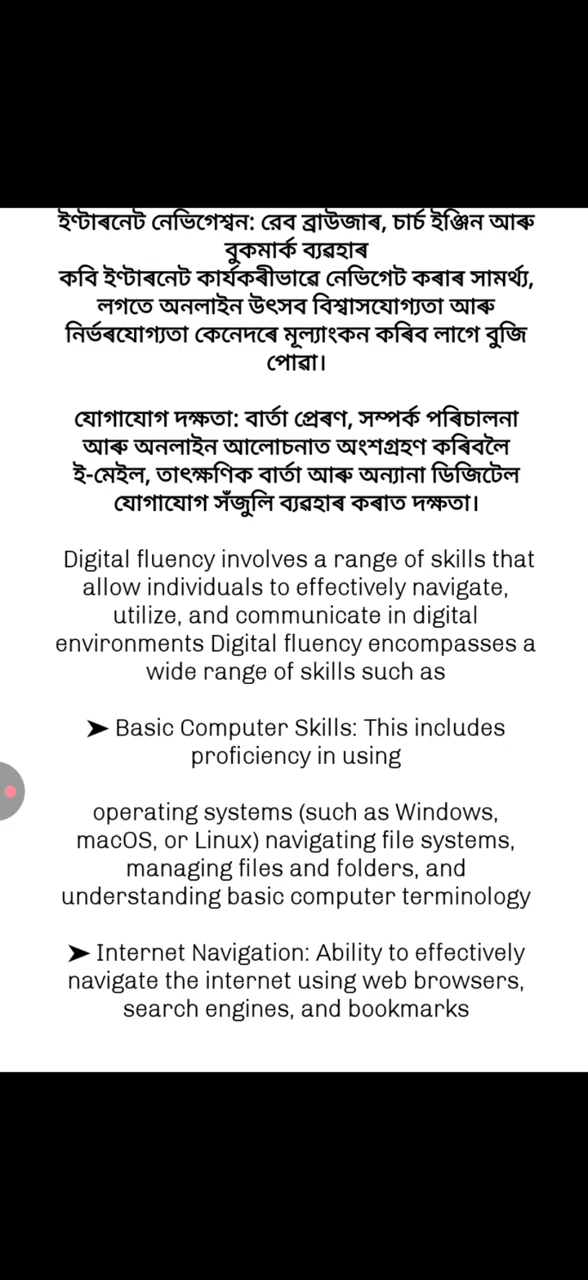 ইণ্টাৰনেট নেভিগেশ্বন: ৱেব ব্ৰাউজাৰ, চাৰ্চ ইঞ্জিন আৰু
বুকমাৰ্ক ব্যৱহাৰ
কবি ইণ্টাৰনেট কাৰ্যকৰীভাৱে নেভিগেট কৰাৰ সামৰ্থ্য,
লগতে অনলাইন উৎসব বিশ্বাসযোগ্যতা আৰু
নিৰ্ভৰযোগ্যতা কেনেদৰে মূল্যাংকন কৰিব লাগে বুজি
পোৱা।
যোগাযোগ দক্ষতা: বাৰ্তা প্ৰেৰণ, সম্পৰ্ক পৰিচালনা
আৰু অনলাইন আলোচনাত অংশগ্ৰহণ কৰিবলৈ
ই-মেইল, তাৎক্ষণিক বাৰ্তা আৰু অন্যানা ডিজিটেল
যোগাযোগ সঁজুলি ব্যৱহাৰ কৰাত দক্ষতা।
Digital fluency involves a range of skills that
allow individuals to effectively navigate,
utilize, and communicate in digital
environments Digital fluency encompasses a
wide range of skills such as
➤ Basic Computer Skills: This includes
proficiency in using
operating systems (such as Windows,
macOS, or Linux) navigating file systems,
managing files and folders, and
understanding basic computer terminology
➤ Internet Navigation: Ability to effectively
navigate the internet using web browsers,
search engines, and bookmarks